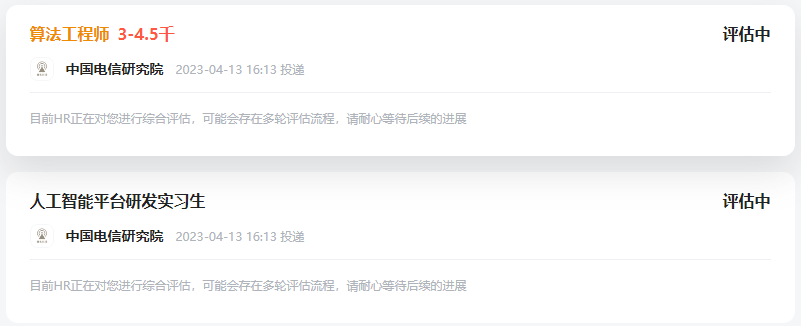 算法工程师 3-4.5千 评估中
中国电信研究院 2023-04-13 16:13 投递
目前HR正在对您进行综合评估，可能会存在多轮评估流程，请耐心等待后续的进展
人工智能平台研发实习生 评估中
中国电信研究院 2023-04-13 16:13 投递
目前HR正在对您进行综合评估，可能会存在多轮评估流程，请耐心等待后续的进展